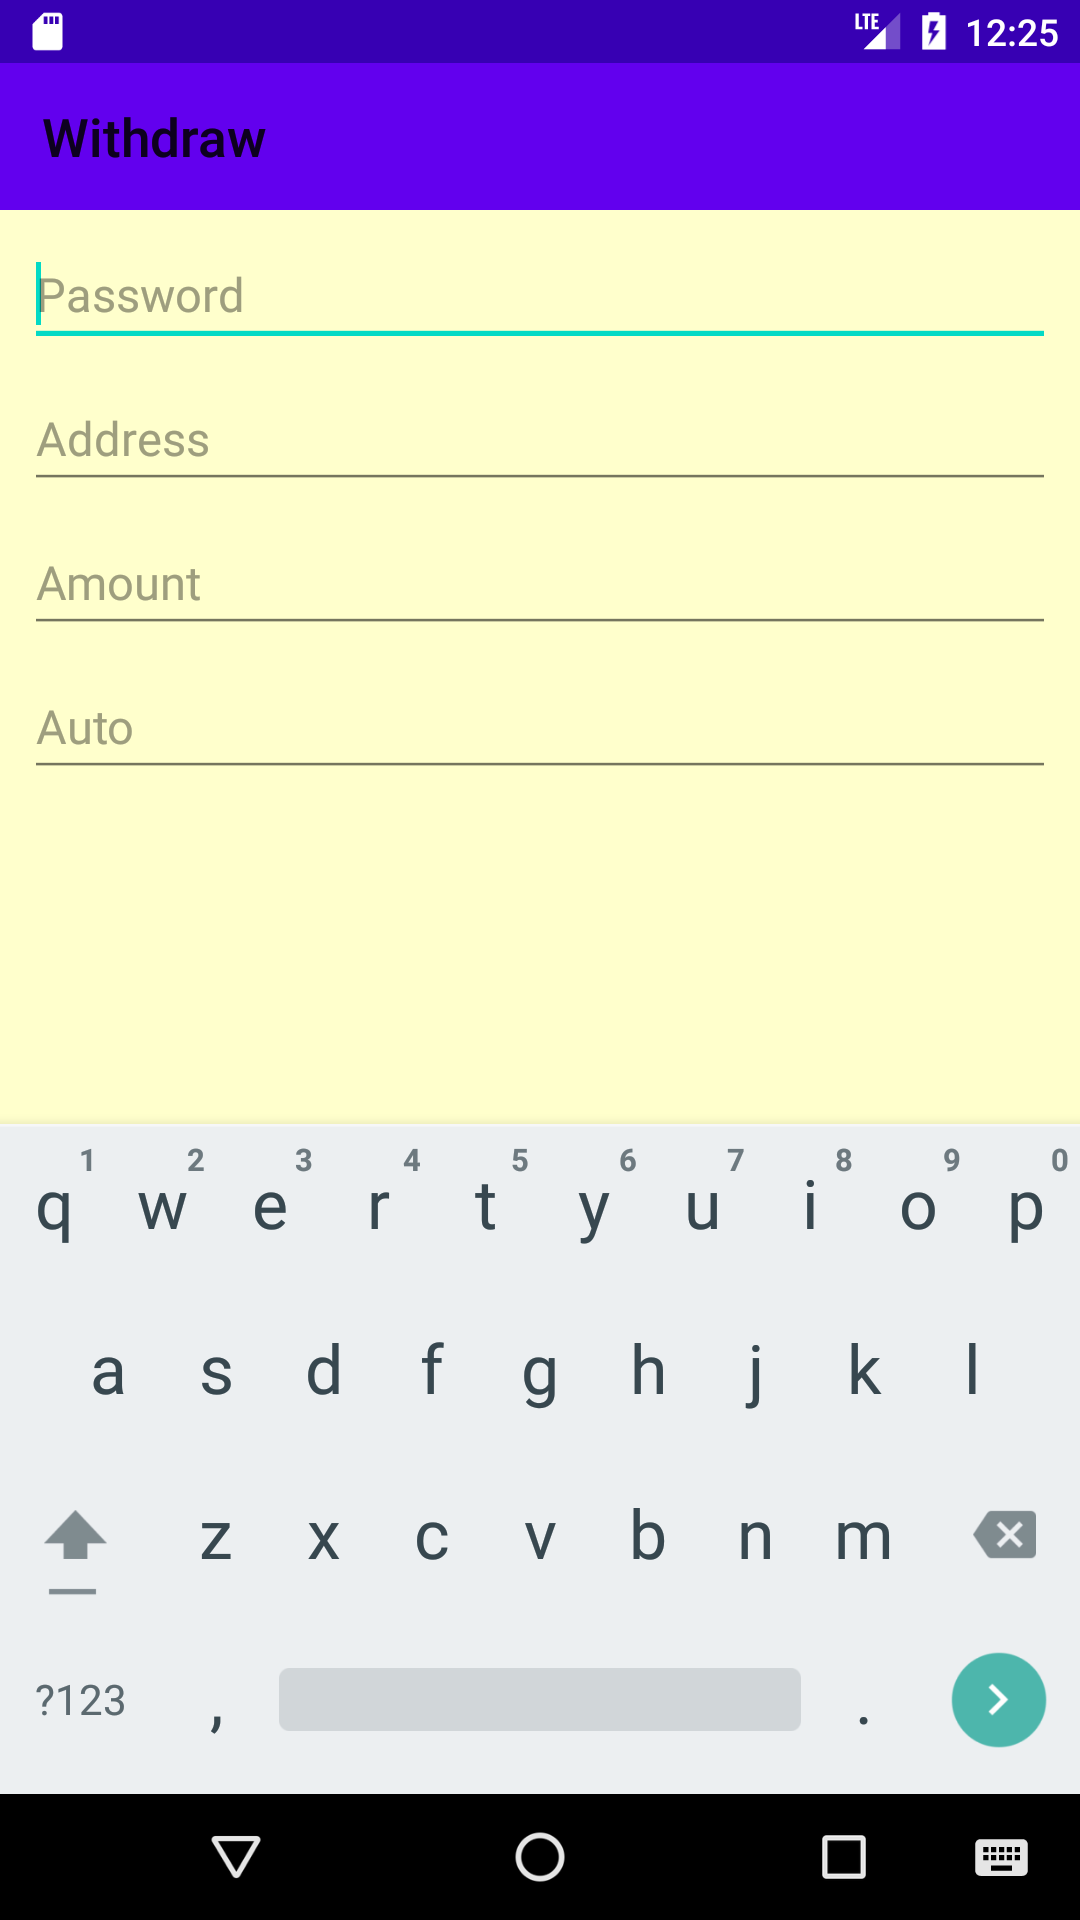 LTE 12:25
Withdraw
Password
Address
Amount
Auto
1 2 3 4 5 6 7 8 9 0
q w e r t y u i o p
a s d f g h j k l
z x c v b n m
?123 , .